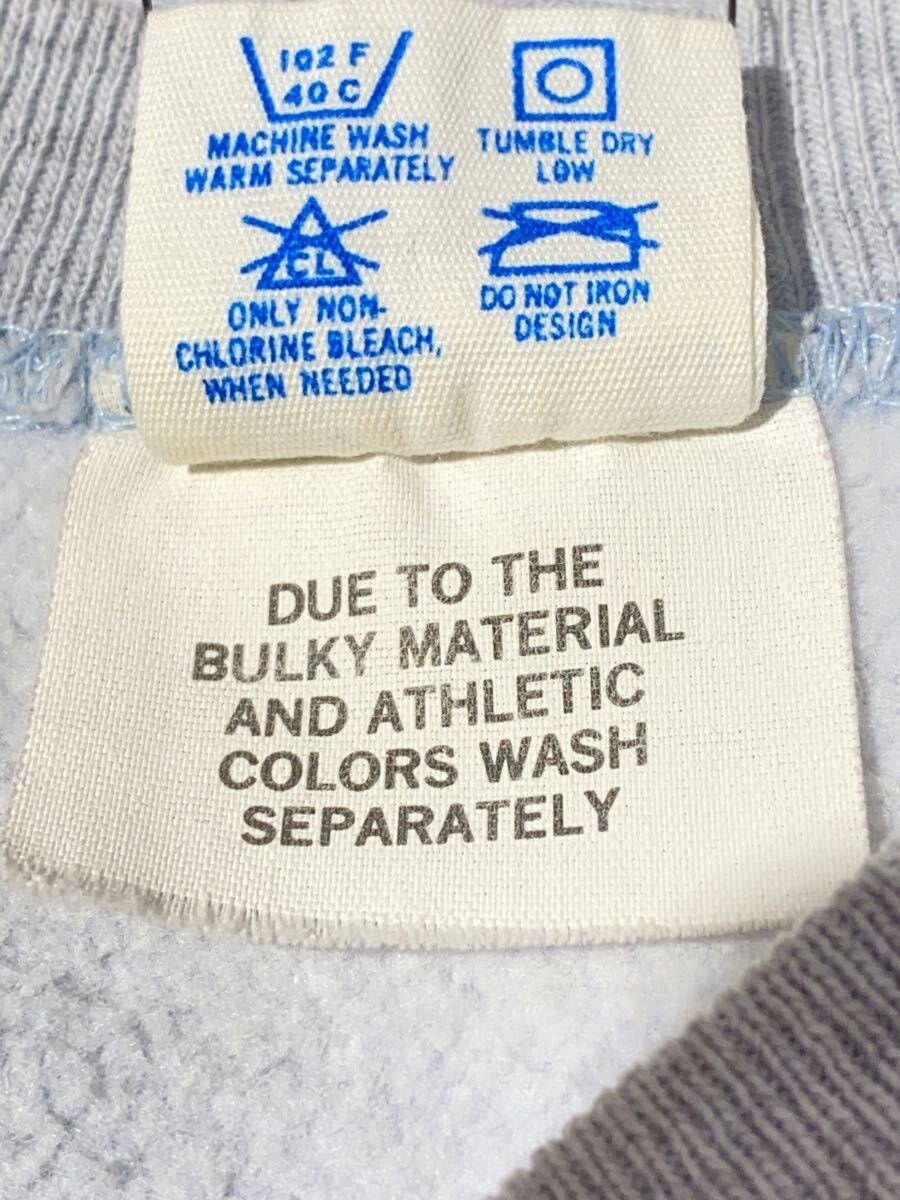 102 F
40 C
MACHINE WASH
WARM SEPARATELY
TUMBLE DRY
LOW
CL
ONLY NON-
CHLORINE BLEACH,
WHEN NEEDED
DO NOT IRON
DESIGN
DUE TO THE
BULKY MATERIAL
AND ATHLETIC
COLORS WASH
SEPARATELY